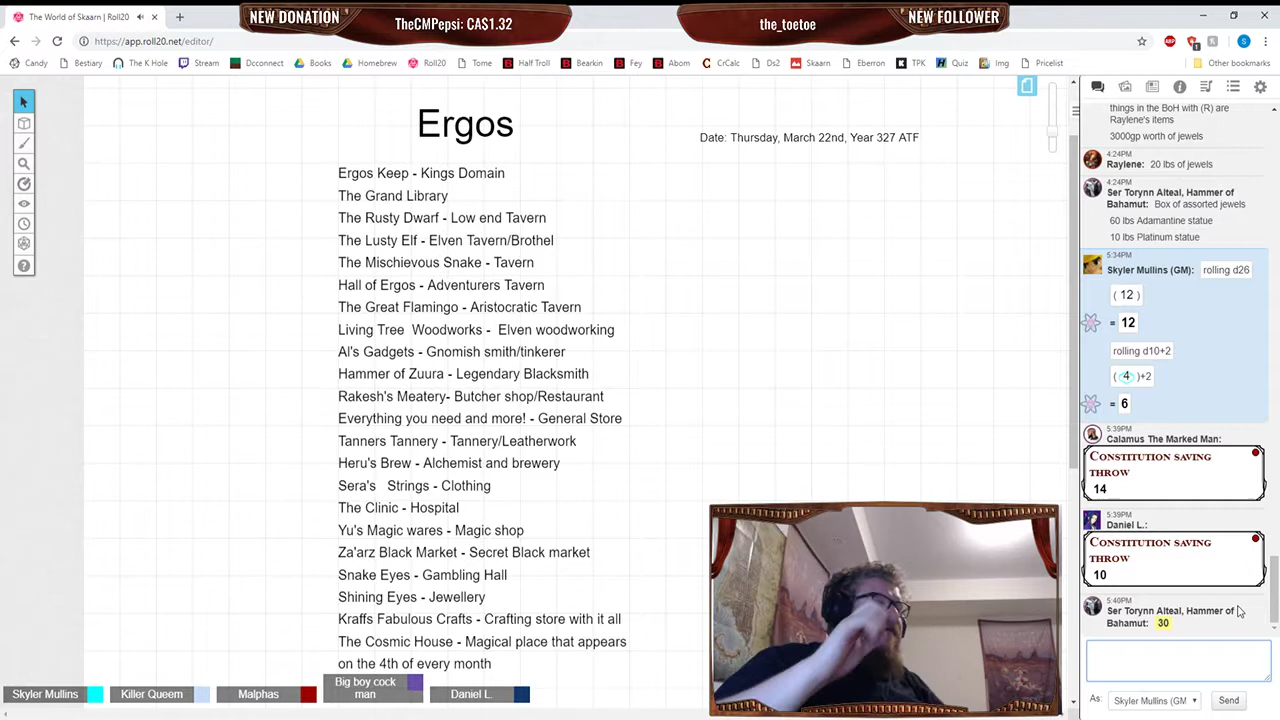 The World of Skaarn | Roll20
NEW DONATION
TheCMPepsi: CA$1.32
the_toetoe
NEW FOLLOWER
https://app.roll20.net/editor/
Candy
Bestiary
The K Hole
Stream
Dcconnect
Books
Homebrew
Roll20
Tome
Half Troll
Bearkin
Fey
Abom
CrCalc
Ds2
Skaarn
Eberron
TPK
Quiz
Img
Pricelist
Other bookmarks
Ergos
Date: Thursday, March 22nd, Year 327 ATF
Ergos Keep - Kings Domain
The Grand Library
The Rusty Dwarf - Low end Tavern
The Lusty Elf - Elven Tavern/Brothel
The Mischievous Snake - Tavern
Hall of Ergos - Adventurers Tavern
The Great Flamingo - Aristocratic Tavern
Living Tree Woodworks - Elven woodworking
Al's Gadgets - Gnomish smith/tinkerer
Hammer of Zuura - Legendary Blacksmith
Rakesh's Meatery- Butcher shop/Restaurant
Everything you need and more! - General Store
Tanners Tannery - Tannery/Leatherwork
Heru's Brew - Alchemist and brewery
Sera's Strings - Clothing
The Clinic - Hospital
Yu's Magic wares - Magic shop
Za'arz Black Market - Secret Black market
Snake Eyes - Gambling Hall
Shining Eyes - Jewellery
Kraffs Fabulous Crafts - Crafting store with it all
The Cosmic House - Magical place that appears
on the 4th of every month
Skyler Mullins
Killer Queem
Malphas
Big boy cock
man
Daniel L.
things in the BoH with (R) are
Raylene's items
3000gp worth of jewels
4:24PM
Raylene: 20 lbs of jewels
4:24PM
Ser Torynn Alteal, Hammer of
Bahamut: Box of assorted jewels
60 lbs Adamantine statue
10 lbs Platinum statue
5:34PM
Skyler Mullins (GM): rolling d26
( 12 )
= 12
rolling d10+2
( 4 )+2
= 6
5:39PM
Calamus The Marked Man:
CONSTITUTION SAVING
THROW
14
5:39PM
Daniel L.:
CONSTITUTION SAVING
THROW
10
5:40PM
Ser Torynn Alteal, Hammer of
Bahamut: 30
As: Skyler Mullins (GM
Send